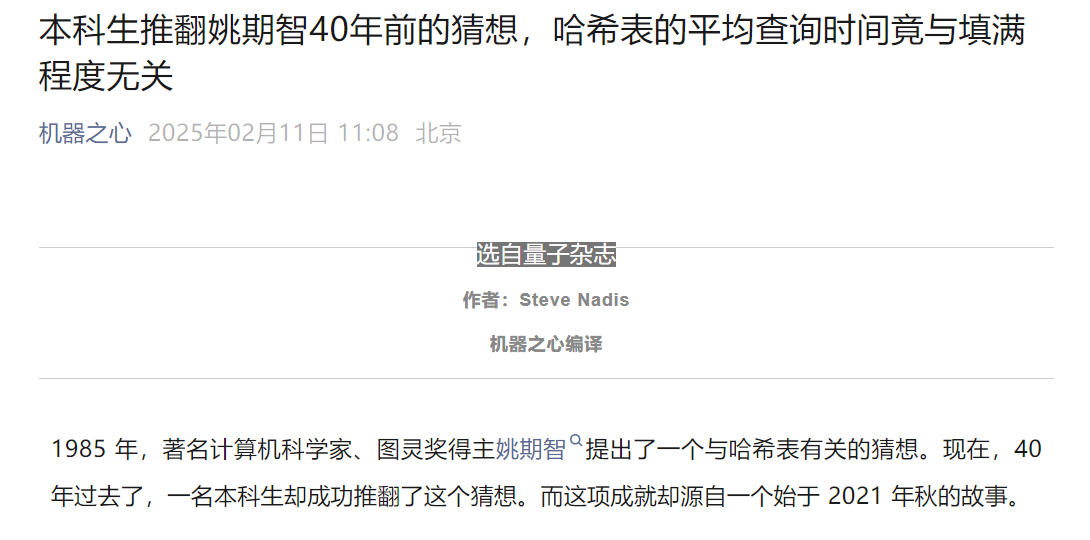 本科生推翻姚期智40年前的猜想，哈希表的平均查询时间竟与填满
程度无关
机器之心 2025年02月11日 11:08 北京
选自量子杂志
作者：Steve Nadis
机器之心编译
1985 年，著名计算机科学家、图灵奖得主姚期智提出了一个与哈希表有关的猜想。现在，40
年过去了，一名本科生却成功推翻了这个猜想。而这项成就却源自一个始于 2021 年秋的故事。